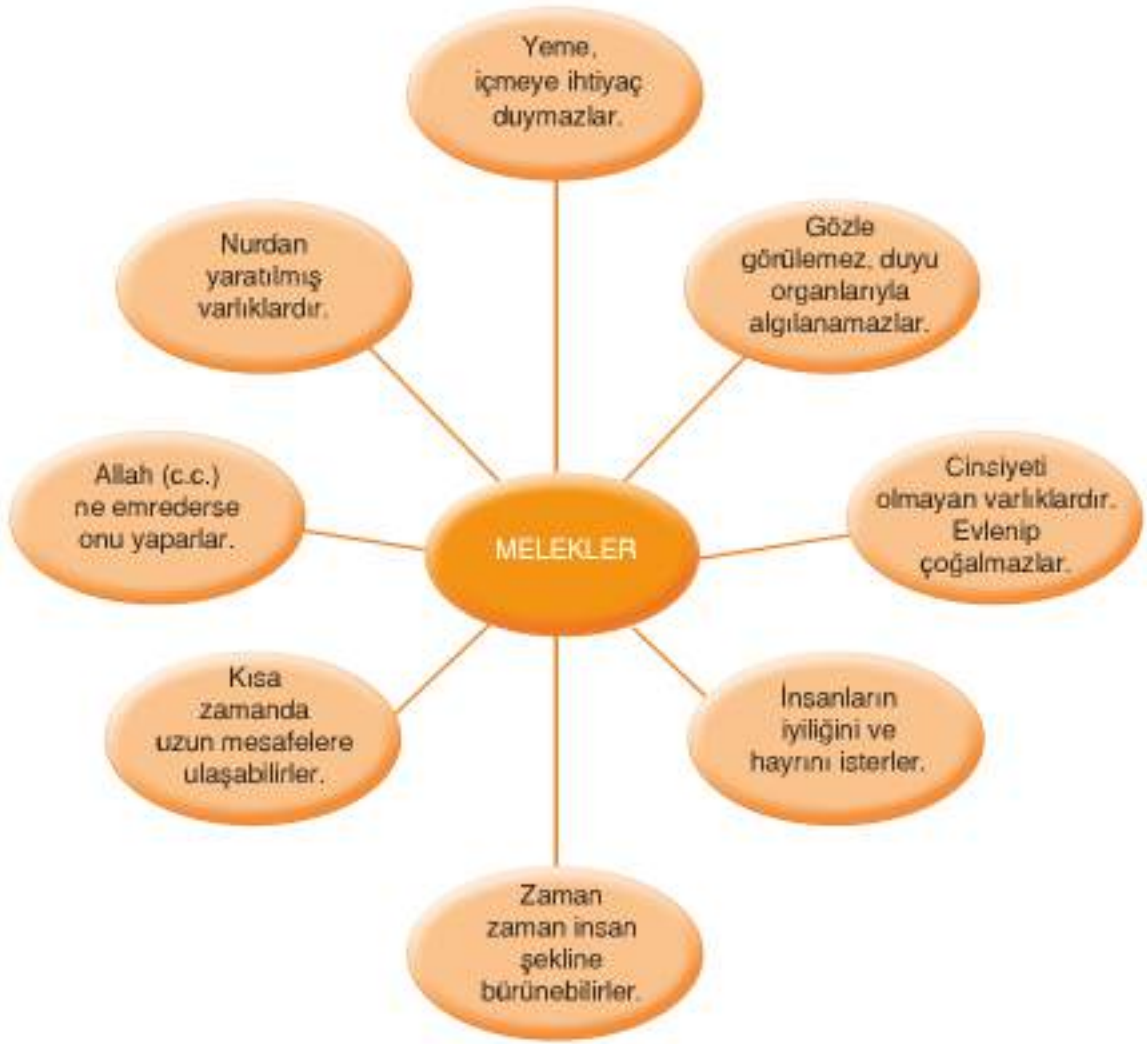 Yeme,
içmeye ihtiyaç
duymazlar.
Nurdan
yaratılmış
varlıklardır.
Gözle
görülemez, duyu
organlarıyla
algılanamazlar.
Allah (c.c.)
ne emrederse
onu yaparlar.
MELEKLER
Cinsiyeti
olmayan varlıklardır.
Evlenip
çoğalmazlar.
Kısa
zamanda
uzun mesafelere
ulaşabilirler.
İnsanların
iyiliğini ve
hayrını isterler.
Zaman
zaman insan
şekline
bürünebilirler.